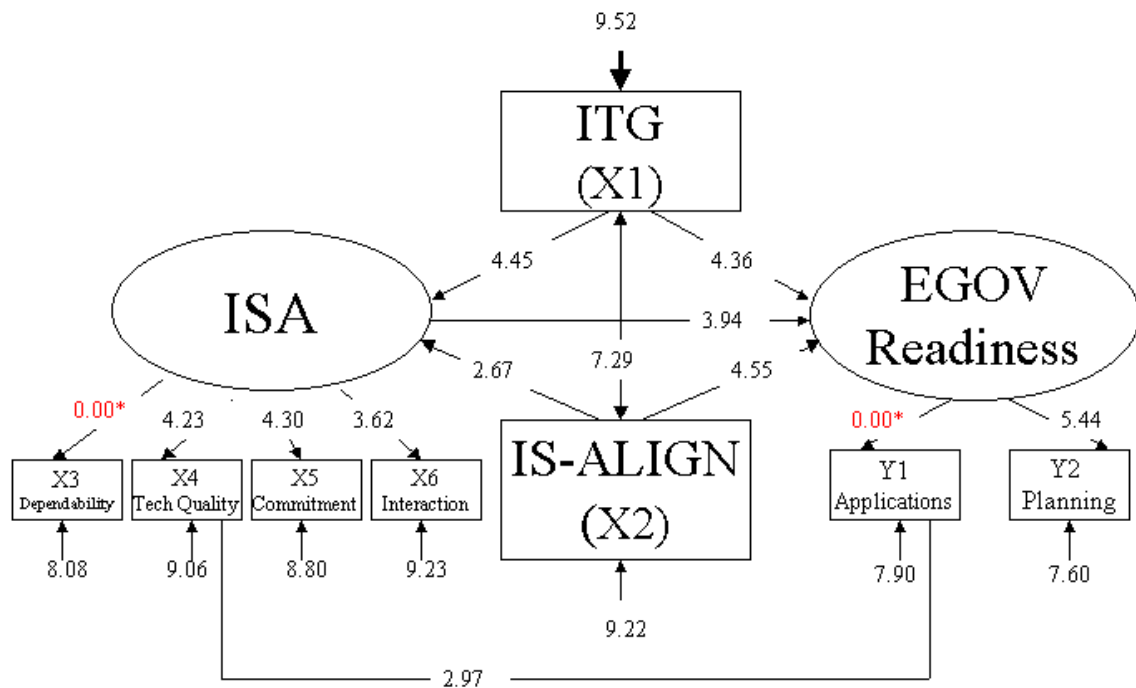 9.52
ITG
(X1)
4.45
4.36
ISA
EGOV
Readiness
3.94
2.67
7.29
4.55
0.00*
4.23
4.30
3.62
0.00*
5.44
X3
Dependability
X4
Tech Quality
X5
Commitment
X6
Interaction
IS-ALIGN
(X2)
Y1
Applications
Y2
Planning
8.08
9.06
8.80
9.23
7.90
7.60
9.22
2.97